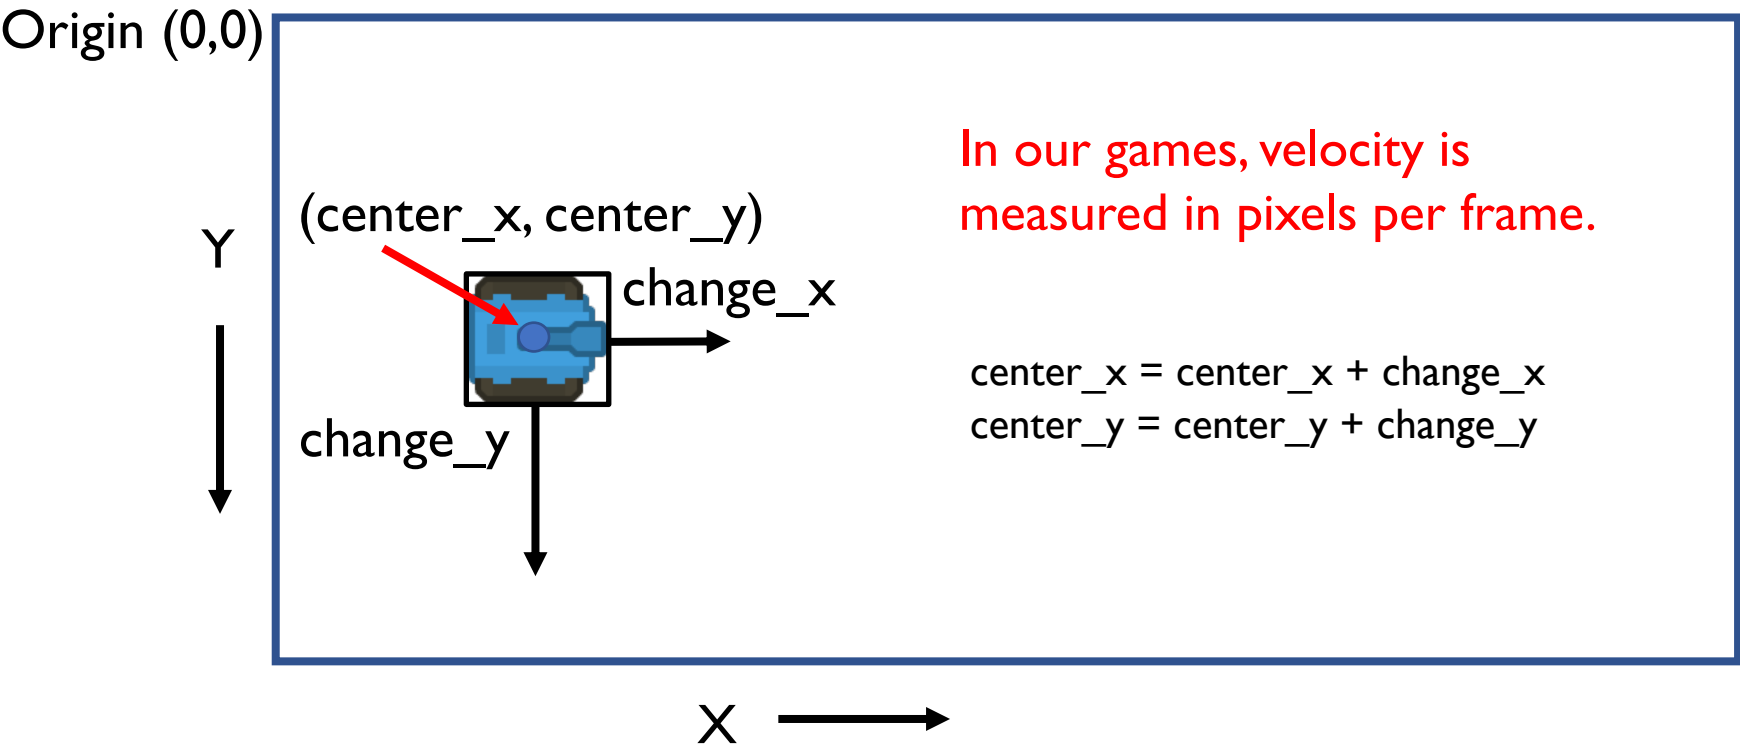 Origin (0,0)
In our games, velocity is
measured in pixels per frame.
(center_x, center_y)
Y
change_x
center_x = center_x + change_x
center_y = center_y + change_y
change_y
X